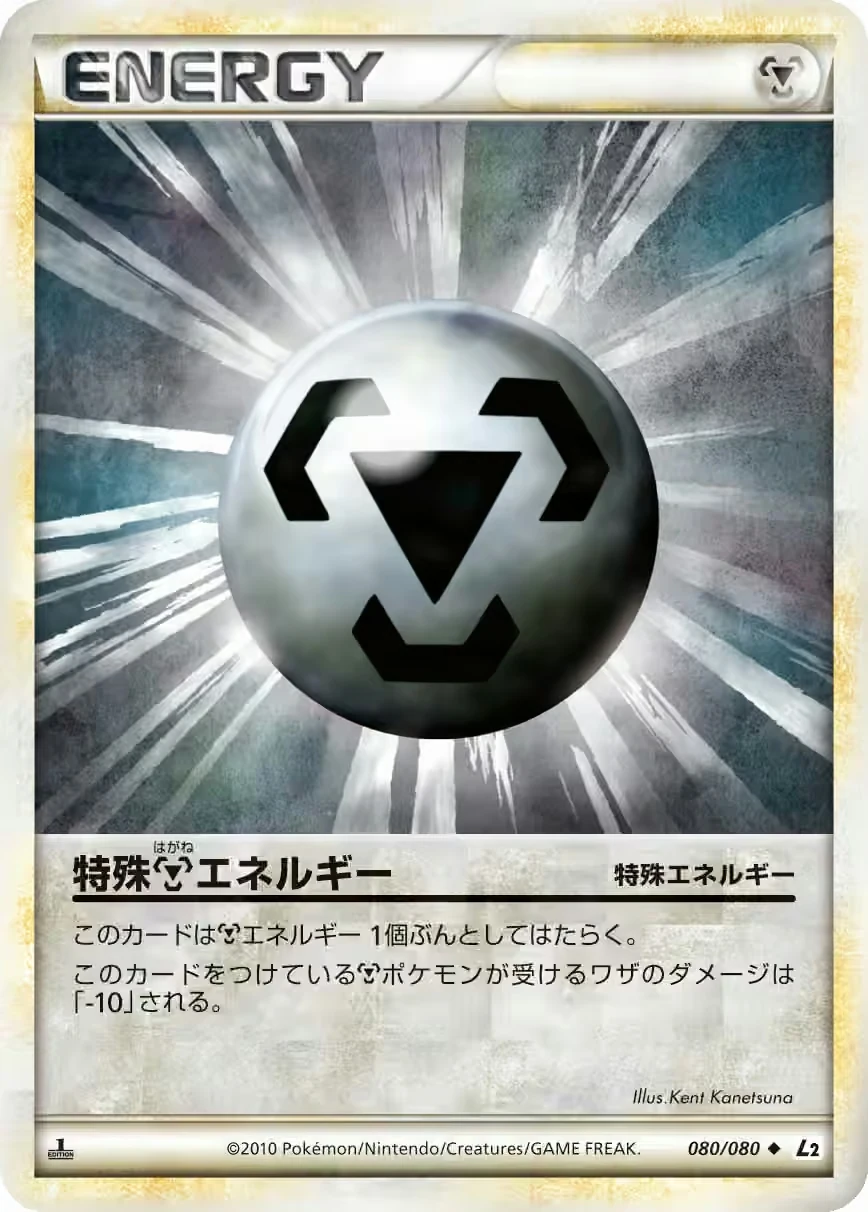 ENERGY
はがね
特殊エネルギー
特殊エネルギー
このカードはエネルギー 1個ぶんとしてはたらく。
このカードをつけているポケモンが受けるワザのダメージは
「-10」される。
Illus.Kent Kanetsuna
1 EDITION
©2010 Pokémon/Nintendo/Creatures/GAME FREAK.
080/080 ◆ L2